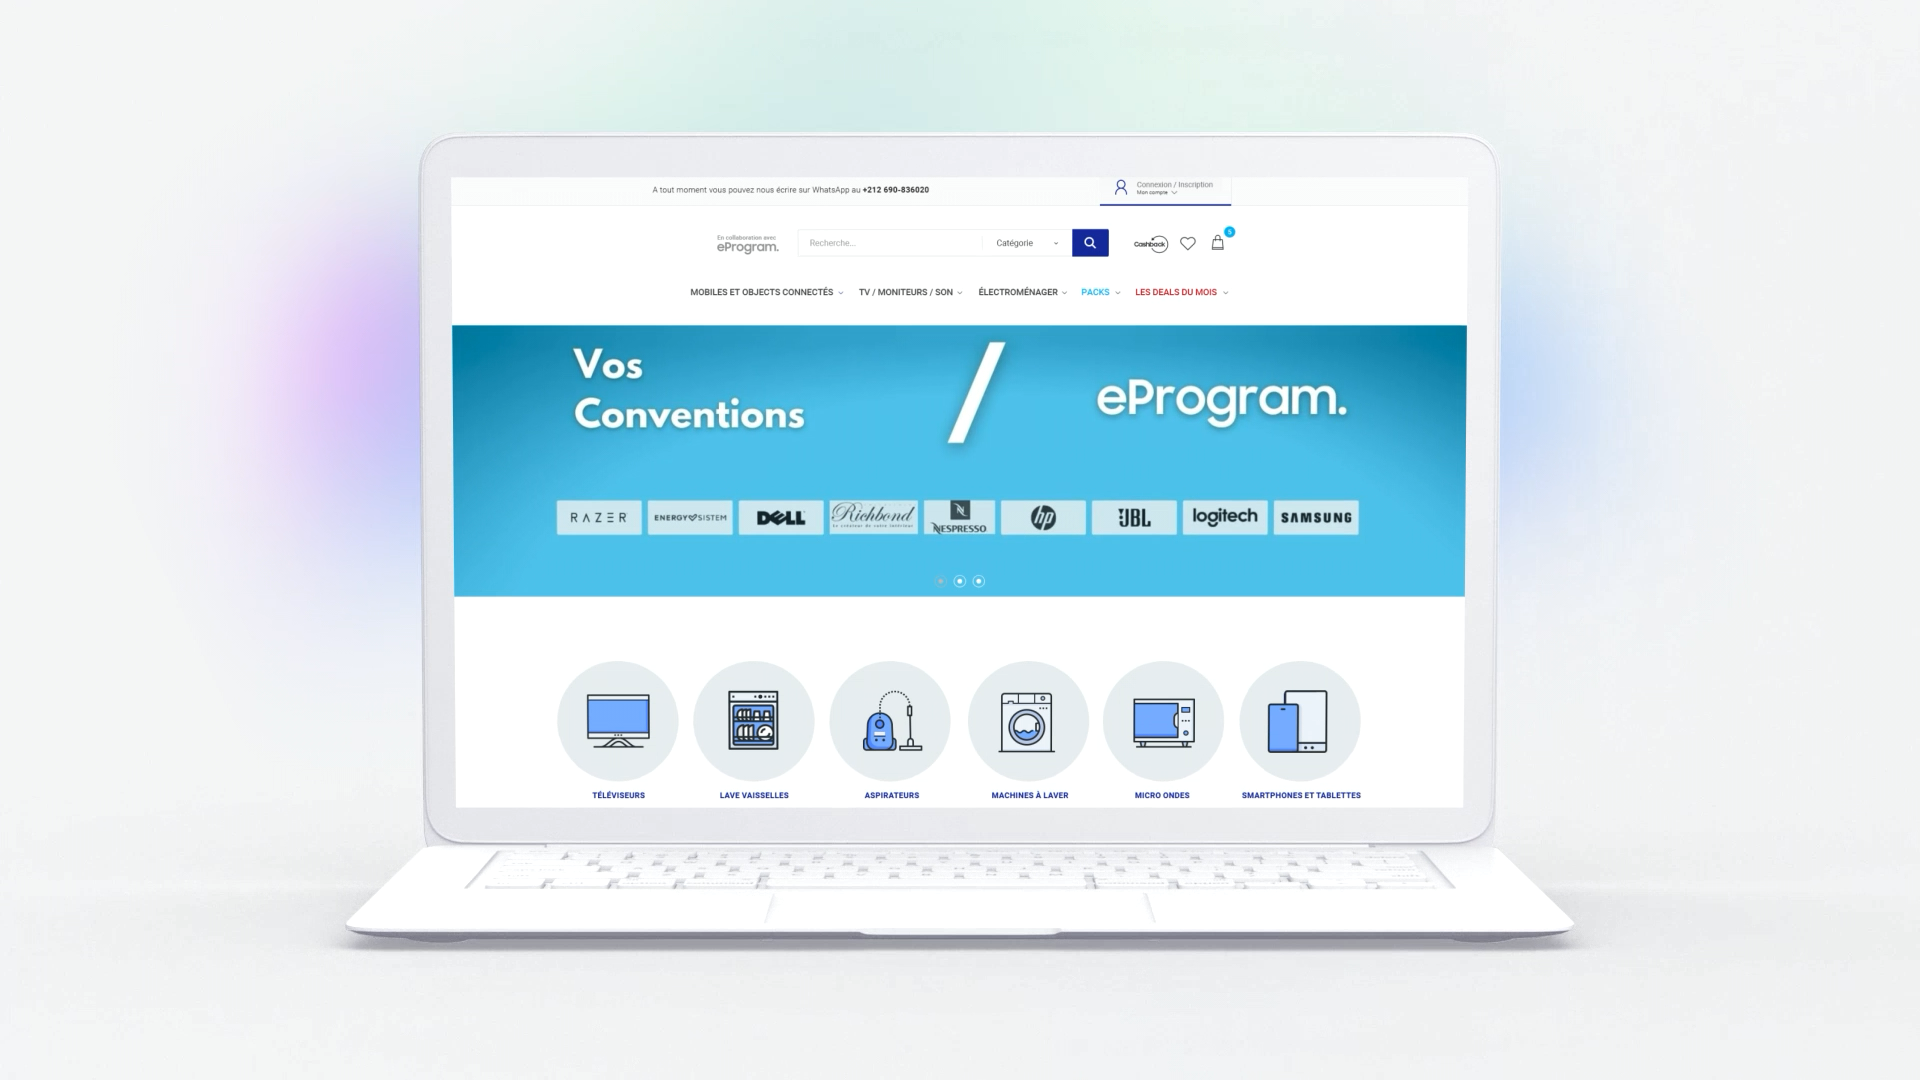 A tout moment vous pouvez nous écrire sur WhatsApp au +212 690-836020
Connexion / Inscription
Mon compte
En collaboration avec
eProgram.
Recherche...
Catégorie
Cashback
5
MOBILES ET OBJECTS CONNECTÉS
TV / MONITEURS / SON
ÉLECTROMÉNAGER
PACKS
LES DEALS DU MOIS
Vos
Conventions
/
eProgram.
RAZER
ENERGY SISTEM
DELL
Richbond
NESPRESSO
hp
JBL
logitech
SAMSUNG
TÉLÉVISEURS
LAVE VAISSELLES
ASPIRATEURS
MACHINES À LAVER
MICRO ONDES
SMARTPHONES ET TABLETTES